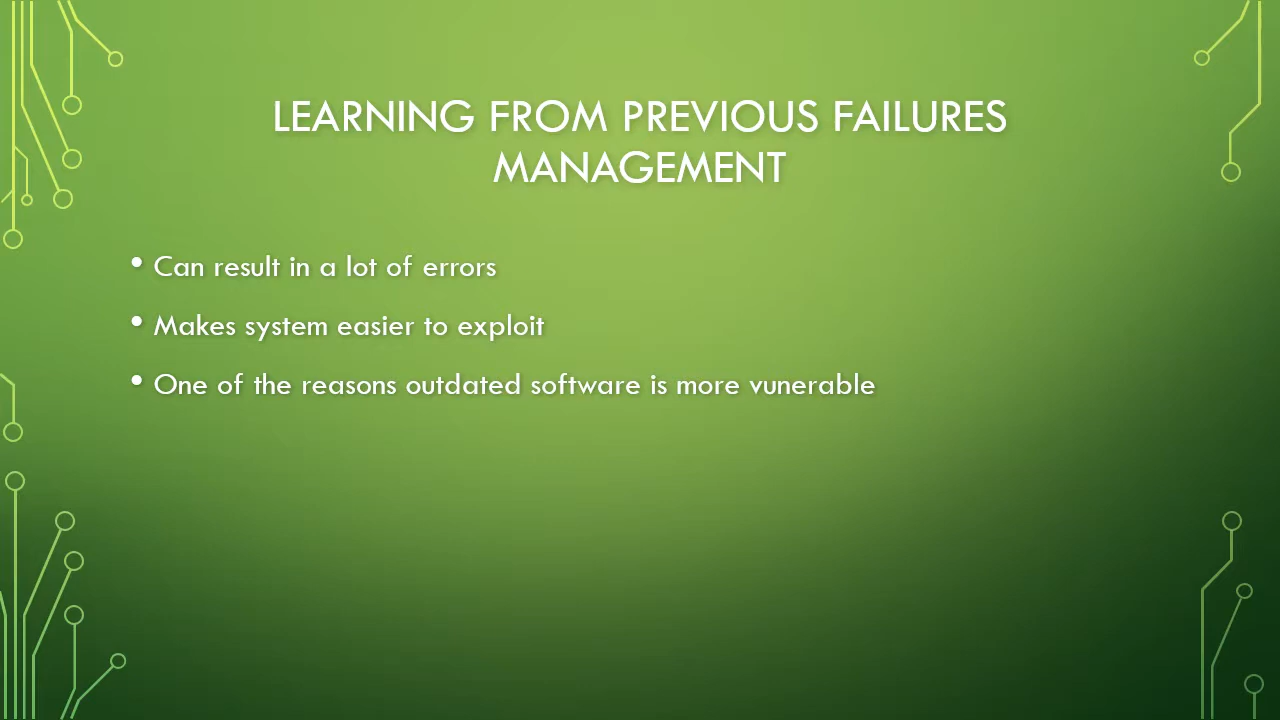 LEARNING FROM PREVIOUS FAILURES
MANAGEMENT
• Can result in a lot of errors
• Makes system easier to exploit
• One of the reasons outdated software is more vunerable